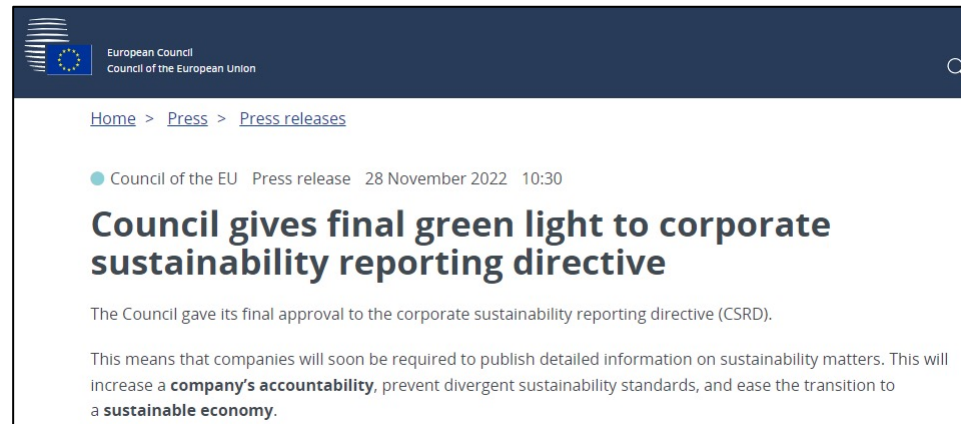 European Council
Council of the European Union
Home > Press > Press releases
Council of the EU Press release 28 November 2022 10:30
Council gives final green light to corporate
sustainability reporting directive
The Council gave its final approval to the corporate sustainability reporting directive (CSRD).
This means that companies will soon be required to publish detailed information on sustainability matters. This will
increase a company’s accountability, prevent divergent sustainability standards, and ease the transition to
a sustainable economy.